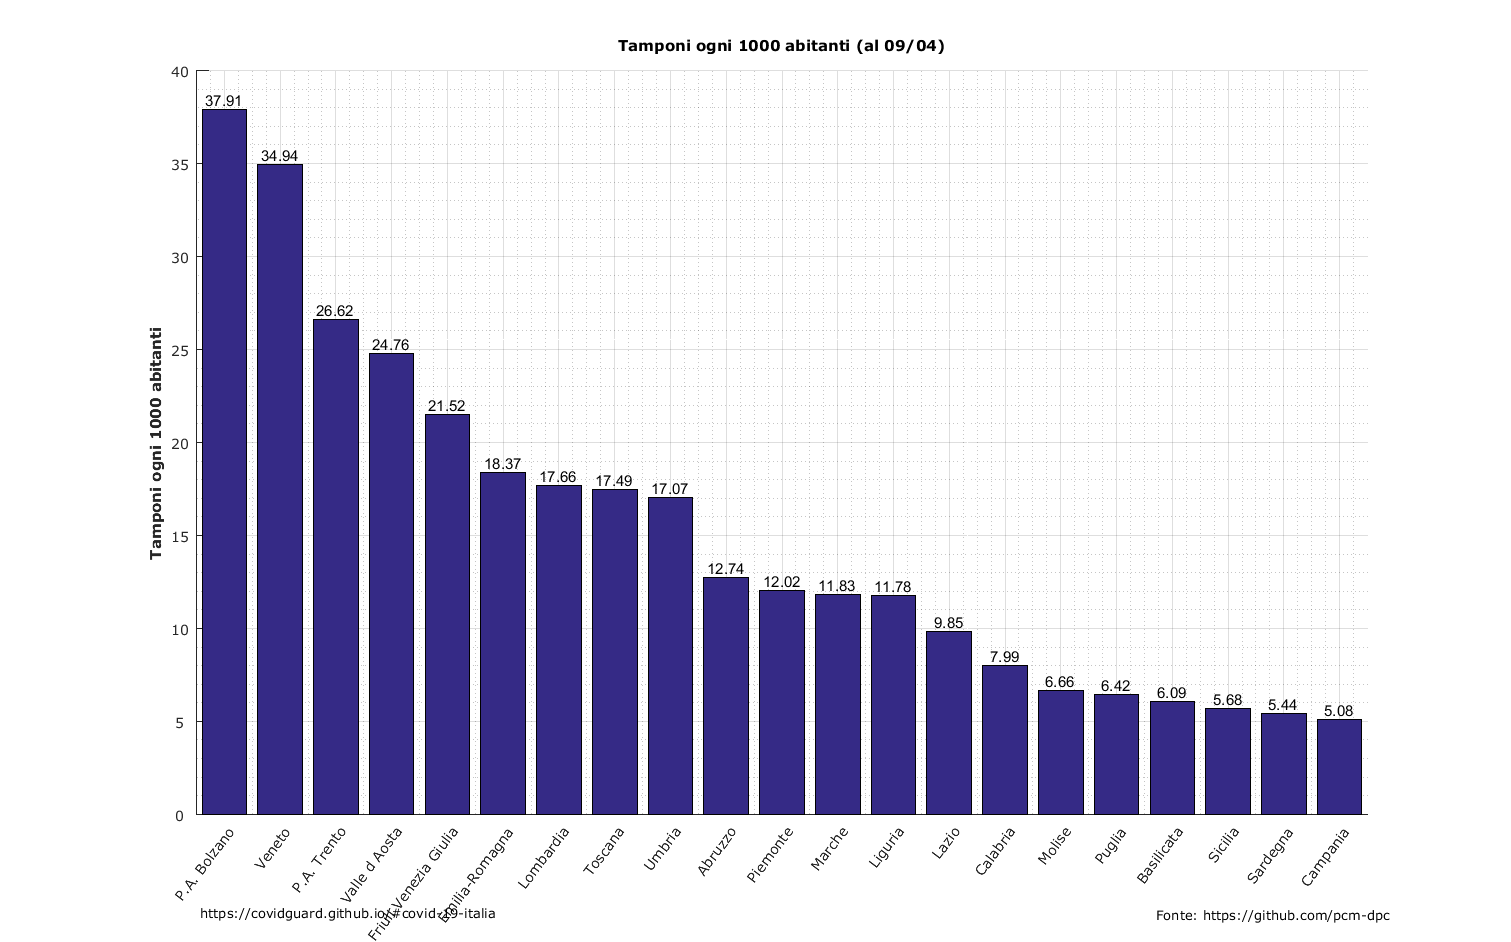 Tamponi ogni 1000 abitanti (al 09/04)
Tamponi ogni 1000 abitanti
40
35
30
25
20
15
10
5
0
37.91
34.94
26.62
24.76
21.52
18.37
17.66
17.49
17.07
12.74
12.02
11.83
11.78
9.85
7.99
6.66
6.42
6.09
5.68
5.44
5.08
P.A. Bolzano
Veneto
P.A. Trento
Valle d Aosta
Friuli Venezia Giulia
Emilia-Romagna
Lombardia
Toscana
Umbria
Abruzzo
Piemonte
Marche
Liguria
Lazio
Calabria
Molise
Puglia
Basilicata
Sicilia
Sardegna
Campania
https://covidguard.github.io/#covid-19-italia
Fonte: https://github.com/pcm-dpc